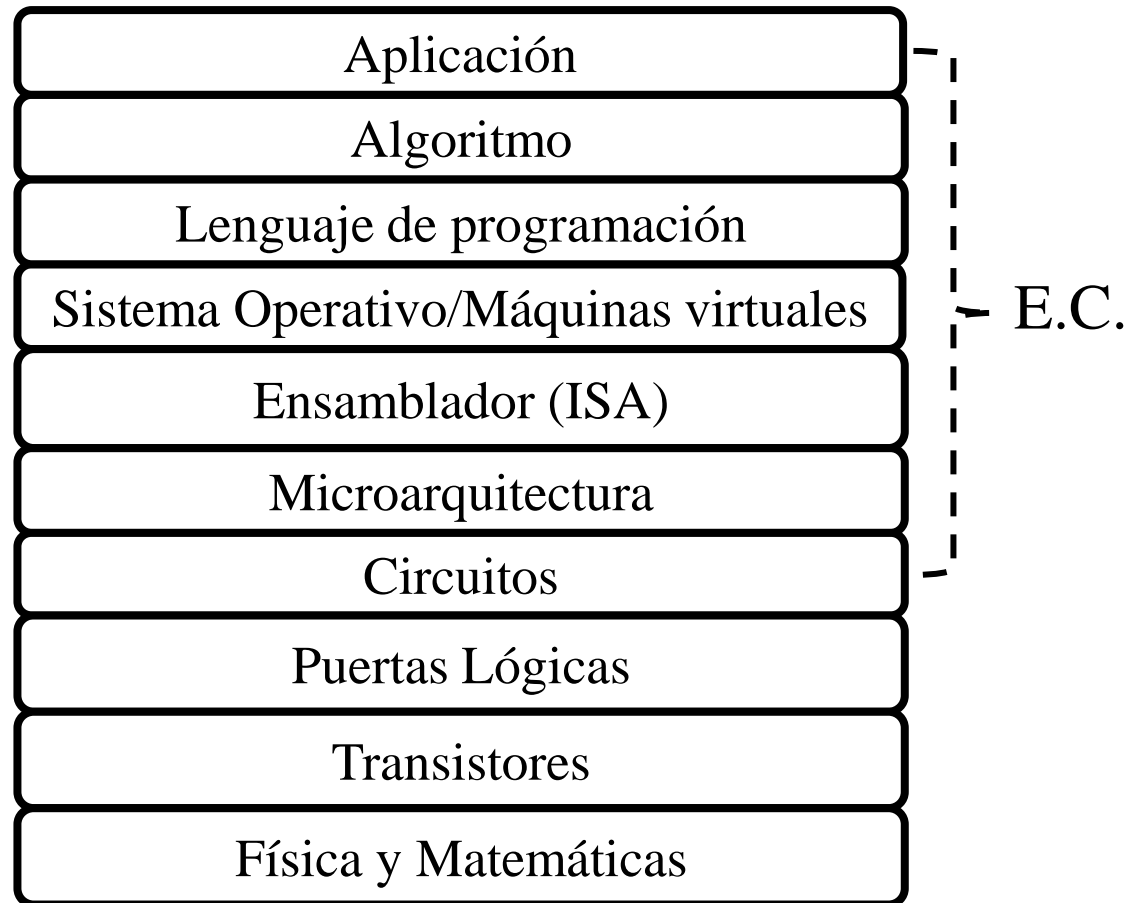 Aplicación
Algoritmo
Lenguaje de programación
Sistema Operativo/Máquinas virtuales
E.C.
Ensamblador (ISA)
Microarquitectura
Circuitos
Puertas Lógicas
Transistores
Física y Matemáticas